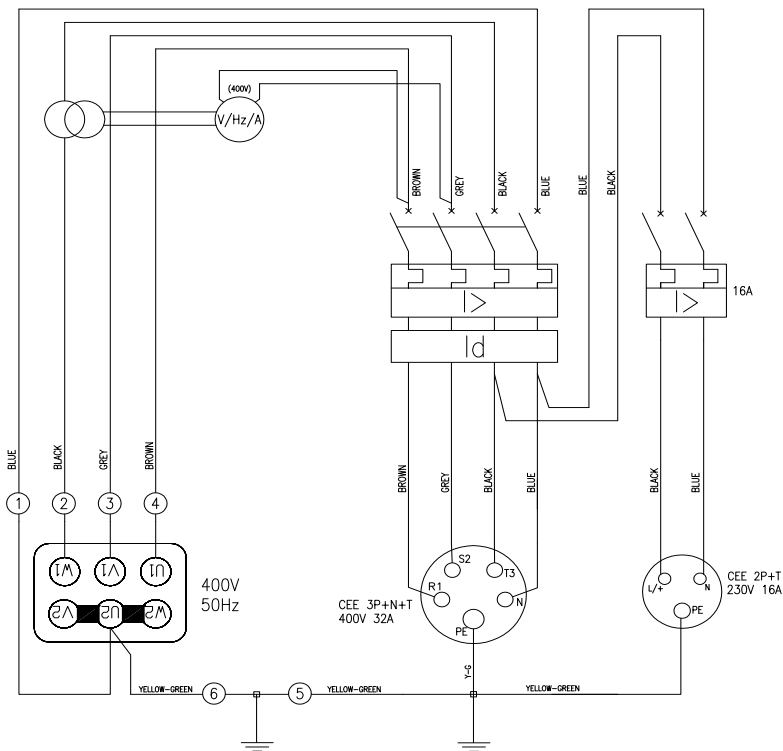 (400V)
V/Hz/A
BROWN
GREY
BLACK
BLUE
BLUE
BLACK
I>
I>
16A
Id
BLUE
BLACK
GREY
BROWN
BROWN
GREY
BLACK
BLUE
BLACK
BLUE
1
2
3
4
W1
V1
U1
V2
U2
W2
400V
50Hz
S2
T3
R1
N
PE
CEE 3P+N+T
400V 32A
L/+
N
PE
CEE 2P+T
230V 16A
Y-G
YELLOW-GREEN
6
5
YELLOW-GREEN
YELLOW-GREEN